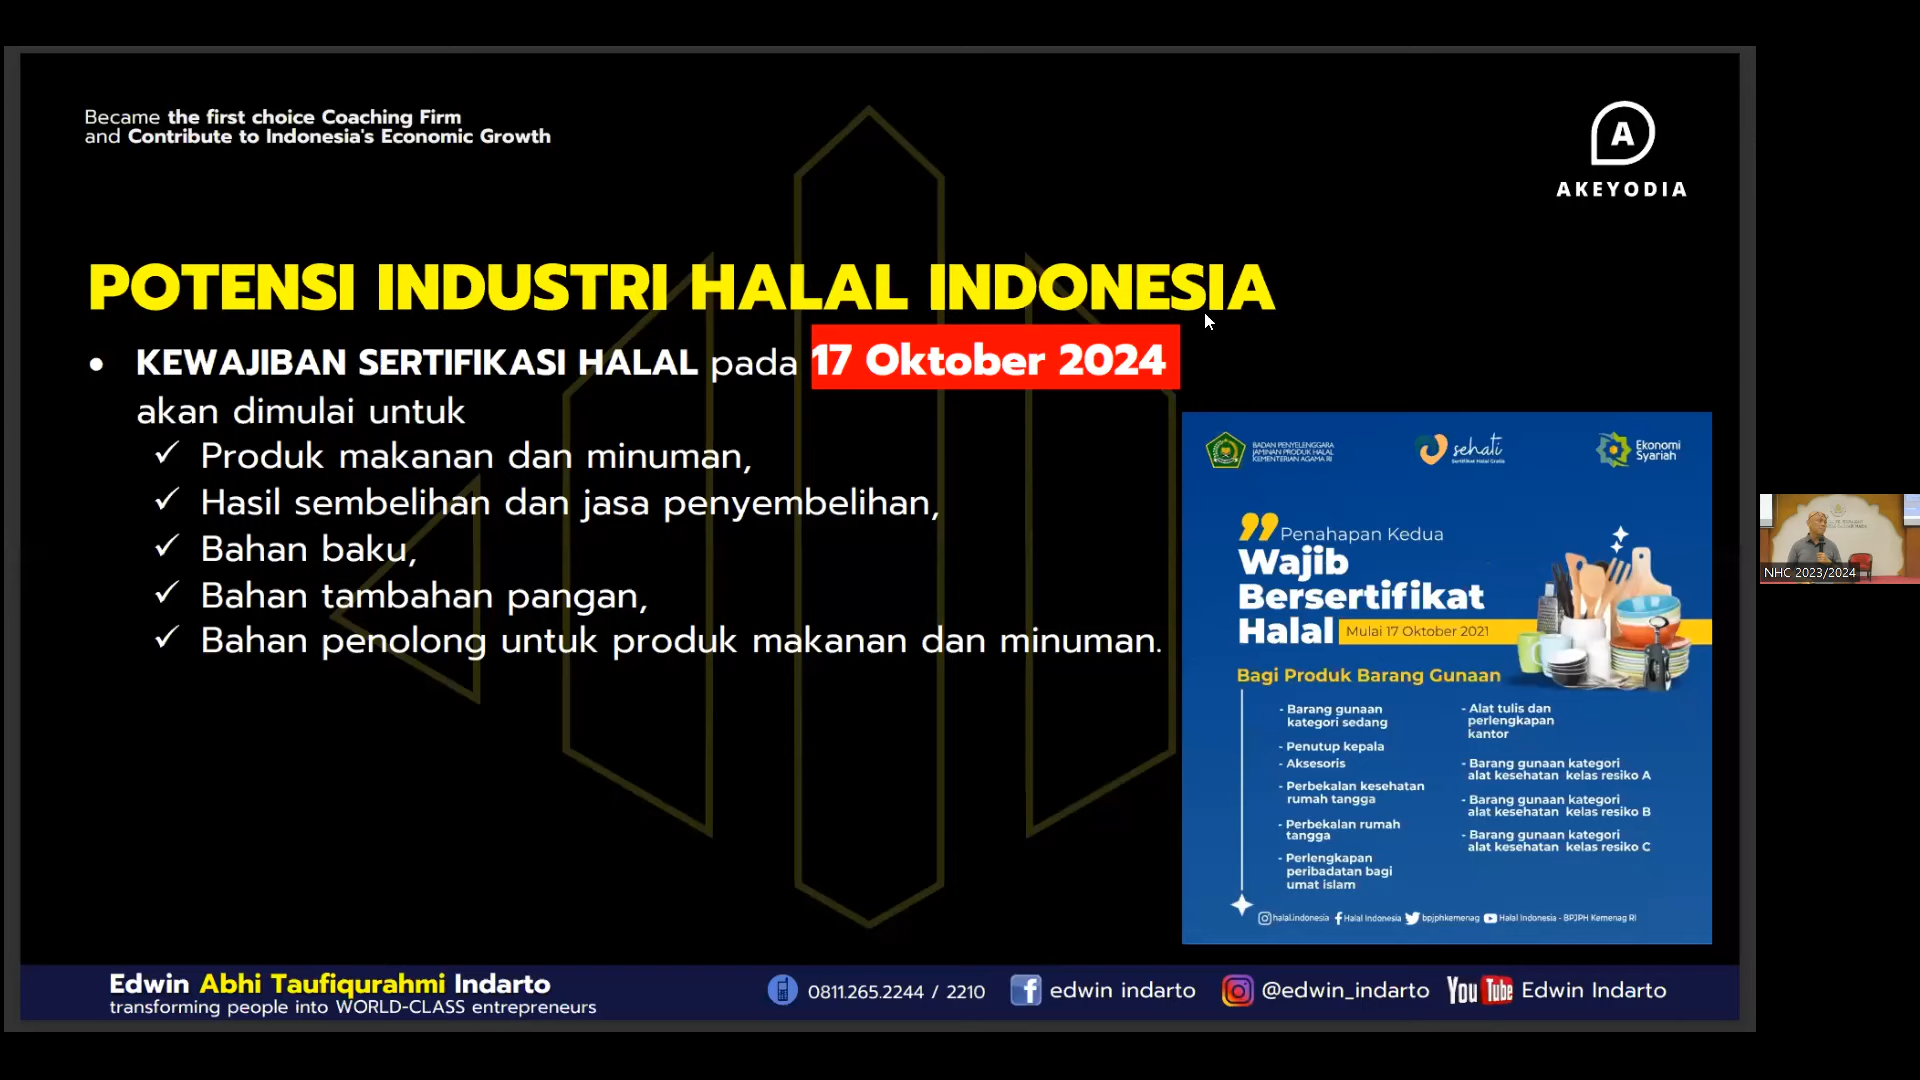 Became the first choice Coaching Firm
and Contribute to Indonesia's Economic Growth
A
AKEYODIA
POTENSI INDUSTRI HALAL INDONESIA
• KEWAJIBAN SERTIFIKASI HALAL pada 17 Oktober 2024
akan dimulai untuk
✓ Produk makanan dan minuman,
✓ Hasil sembelihan dan jasa penyembelihan,
✓ Bahan baku,
✓ Bahan tambahan pangan,
✓ Bahan penolong untuk produk makanan dan minuman.
BADAN PENYELENGGARA
JAMINAN PRODUK HALAL
KEMENTERIAN AGAMA RI
sehati
Sertifikasi Halal Gratis
Ekonomi
Syariah
Penahapan Kedua
Wajib
Bersertifikat
Halal
Mulai 17 Oktober 2021
Bagi Produk Barang Gunaan
- Barang gunaan
kategori sedang
- Penutup kepala
- Aksesoris
- Perbekalan kesehatan
rumah tangga
- Perbekalan rumah
tangga
- Perlengkapan
peribadatan bagi
umat islam
- Alat tulis dan
perlengkapan
kantor
- Barang gunaan kategori
alat kesehatan kelas resiko A
- Barang gunaan kategori
alat kesehatan kelas resiko B
- Barang gunaan kategori
alat kesehatan kelas resiko C
halal.indonesia Halal Indonesia bpjphkemenag Halal Indonesia - BPJPH Kemenag RI
NHC 2023/2024
Edwin Abhi Taufiqurahmi Indarto
transforming people into WORLD-CLASS entrepreneurs
0811.265.2244 / 2210
edwin indarto
@edwin_indarto
You Tube Edwin Indarto